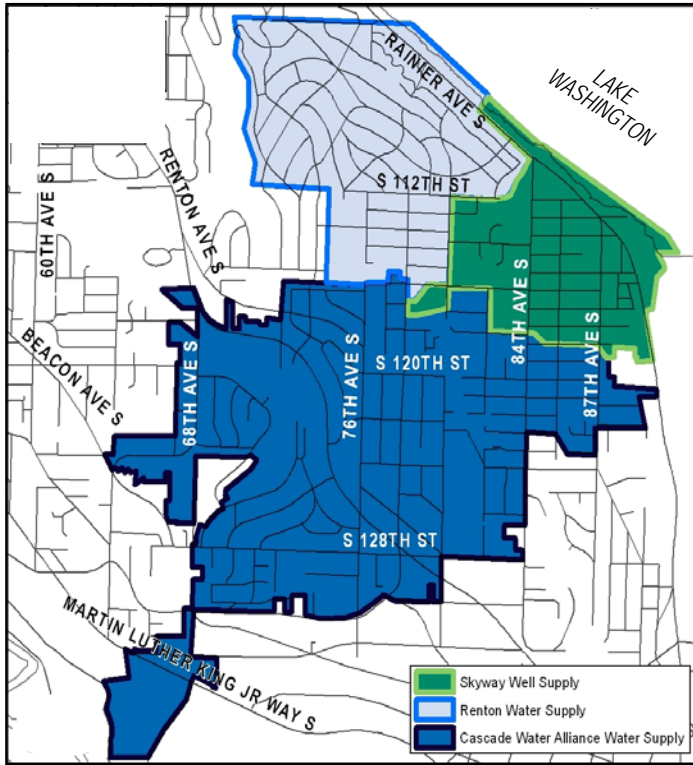 LAKE
WASHINGTON
RAINIER AVE S
RENTON AVE S
S 112TH ST
60TH AVE S
BEACON AVE S
68TH AVE S
76TH AVE S
S 120TH ST
84TH AVE S
87TH AVE S
S 128TH ST
MARTIN LUTHER KING JR WAY S
Skyway Well Supply
Renton Water Supply
Cascade Water Alliance Water Supply